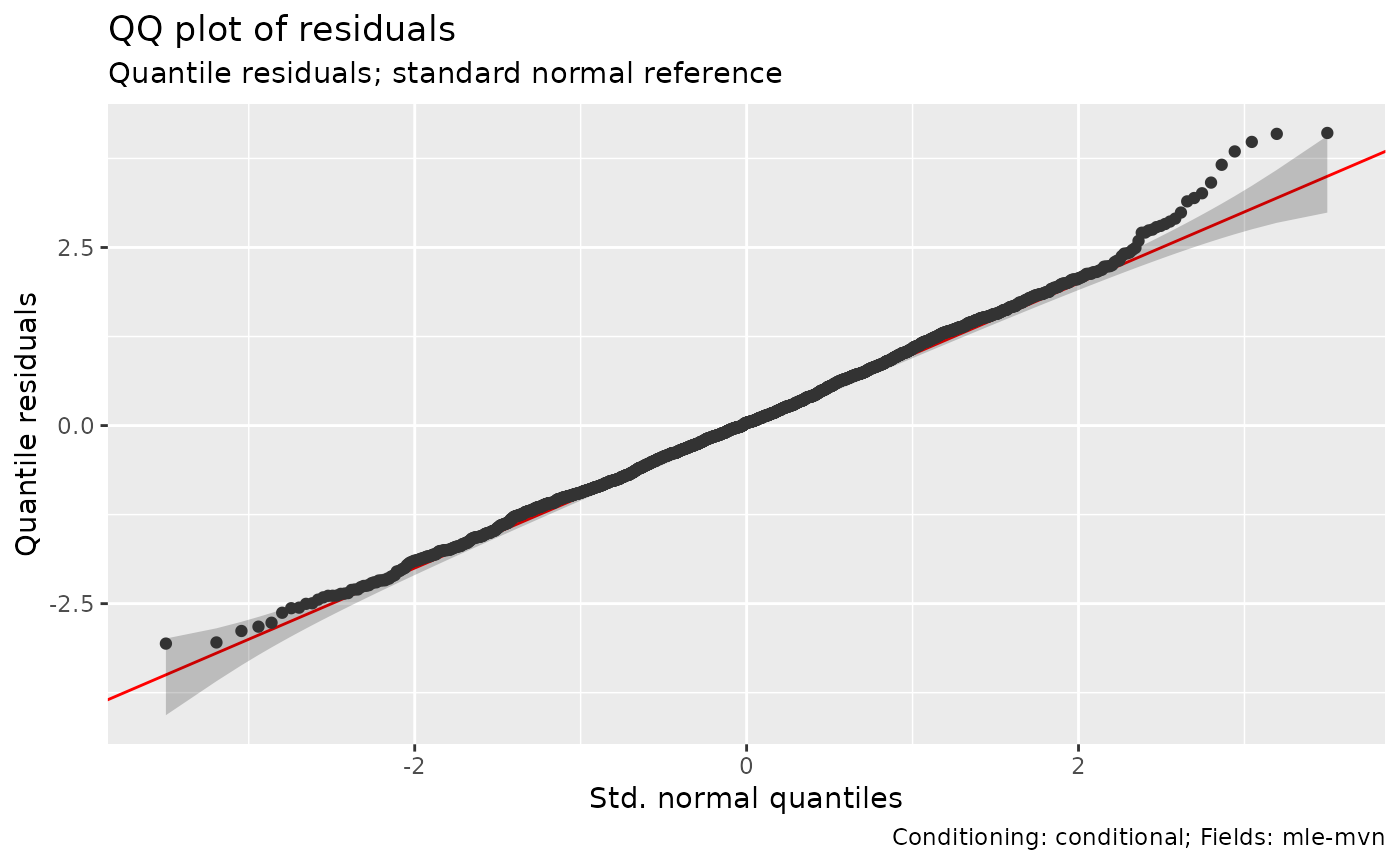 QQ plot of residuals
Quantile residuals; standard normal reference
Quantile residuals
2.5
0.0
-2.5
-2
0
2
Std. normal quantiles
Conditioning: conditional; Fields: mle-mvn